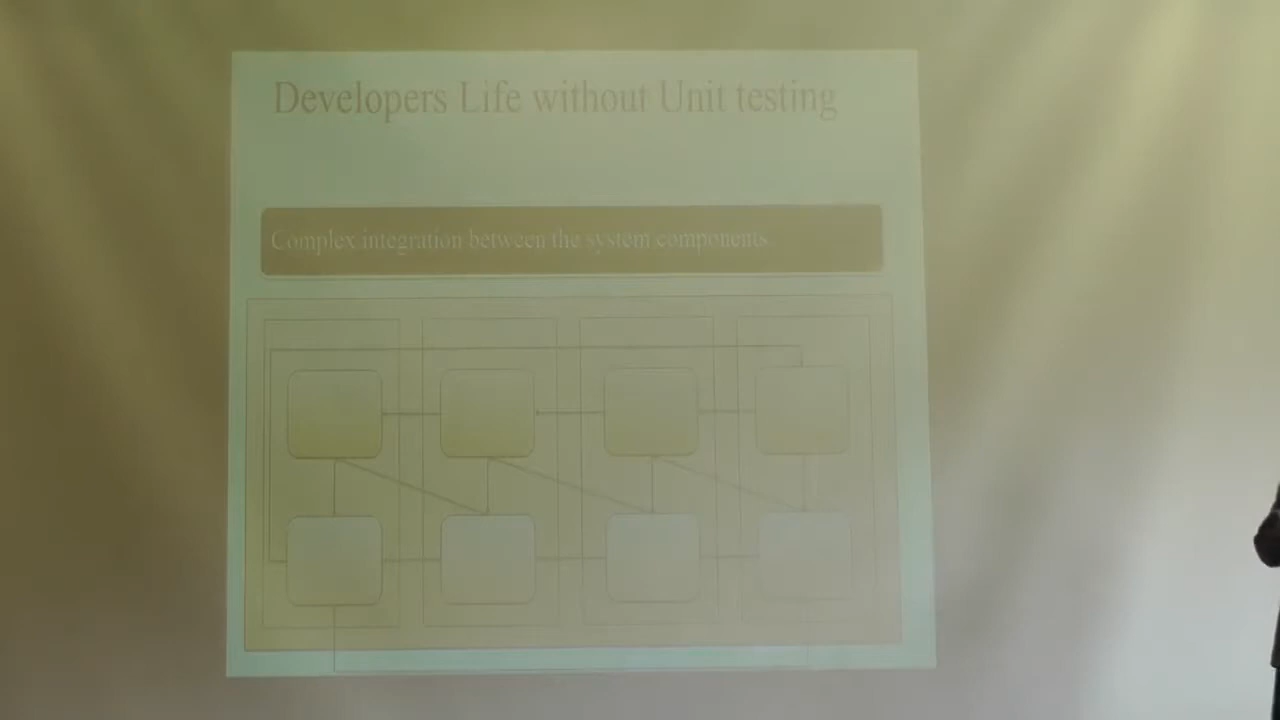 Developers Life without Unit testing
Complex integration between the system components